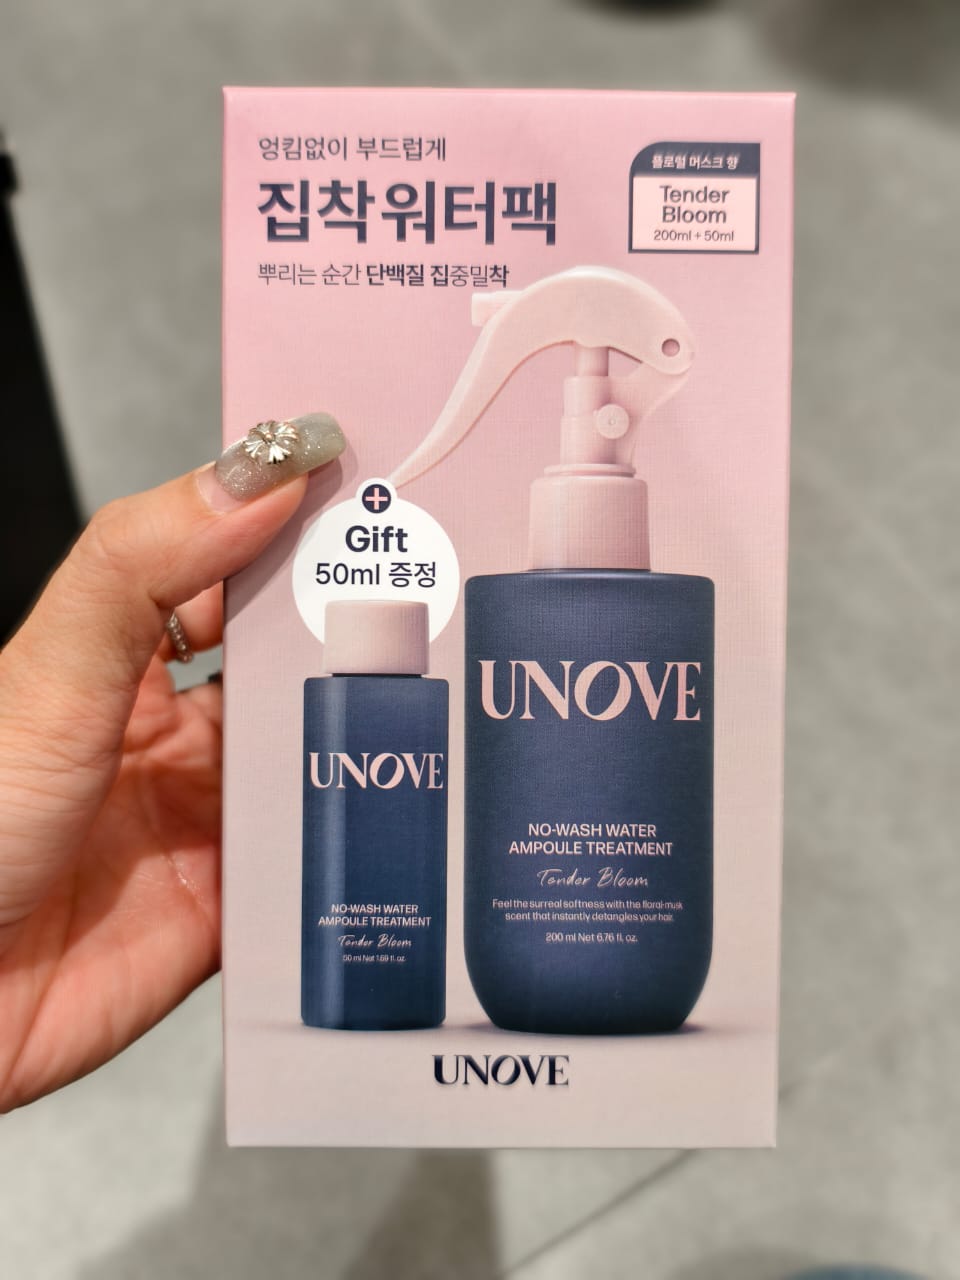 엉킴없이 부드럽게
집착워터팩
뿌리는 순간 단백질 집중밀착
플로럴 머스크 향
Tender
Bloom
200ml + 50ml
+
Gift
50ml 증정
UNOVE
NO-WASH WATER
AMPOULE TREATMENT
Tender Bloom
50 ml Net 1.69 fl. oz.
UNOVE
NO-WASH WATER
AMPOULE TREATMENT
Tender Bloom
Feel the surreal softness with the floral-musk
scent that instantly detangles your hair.
200 ml Net 6.76 fl. oz.
UNOVE